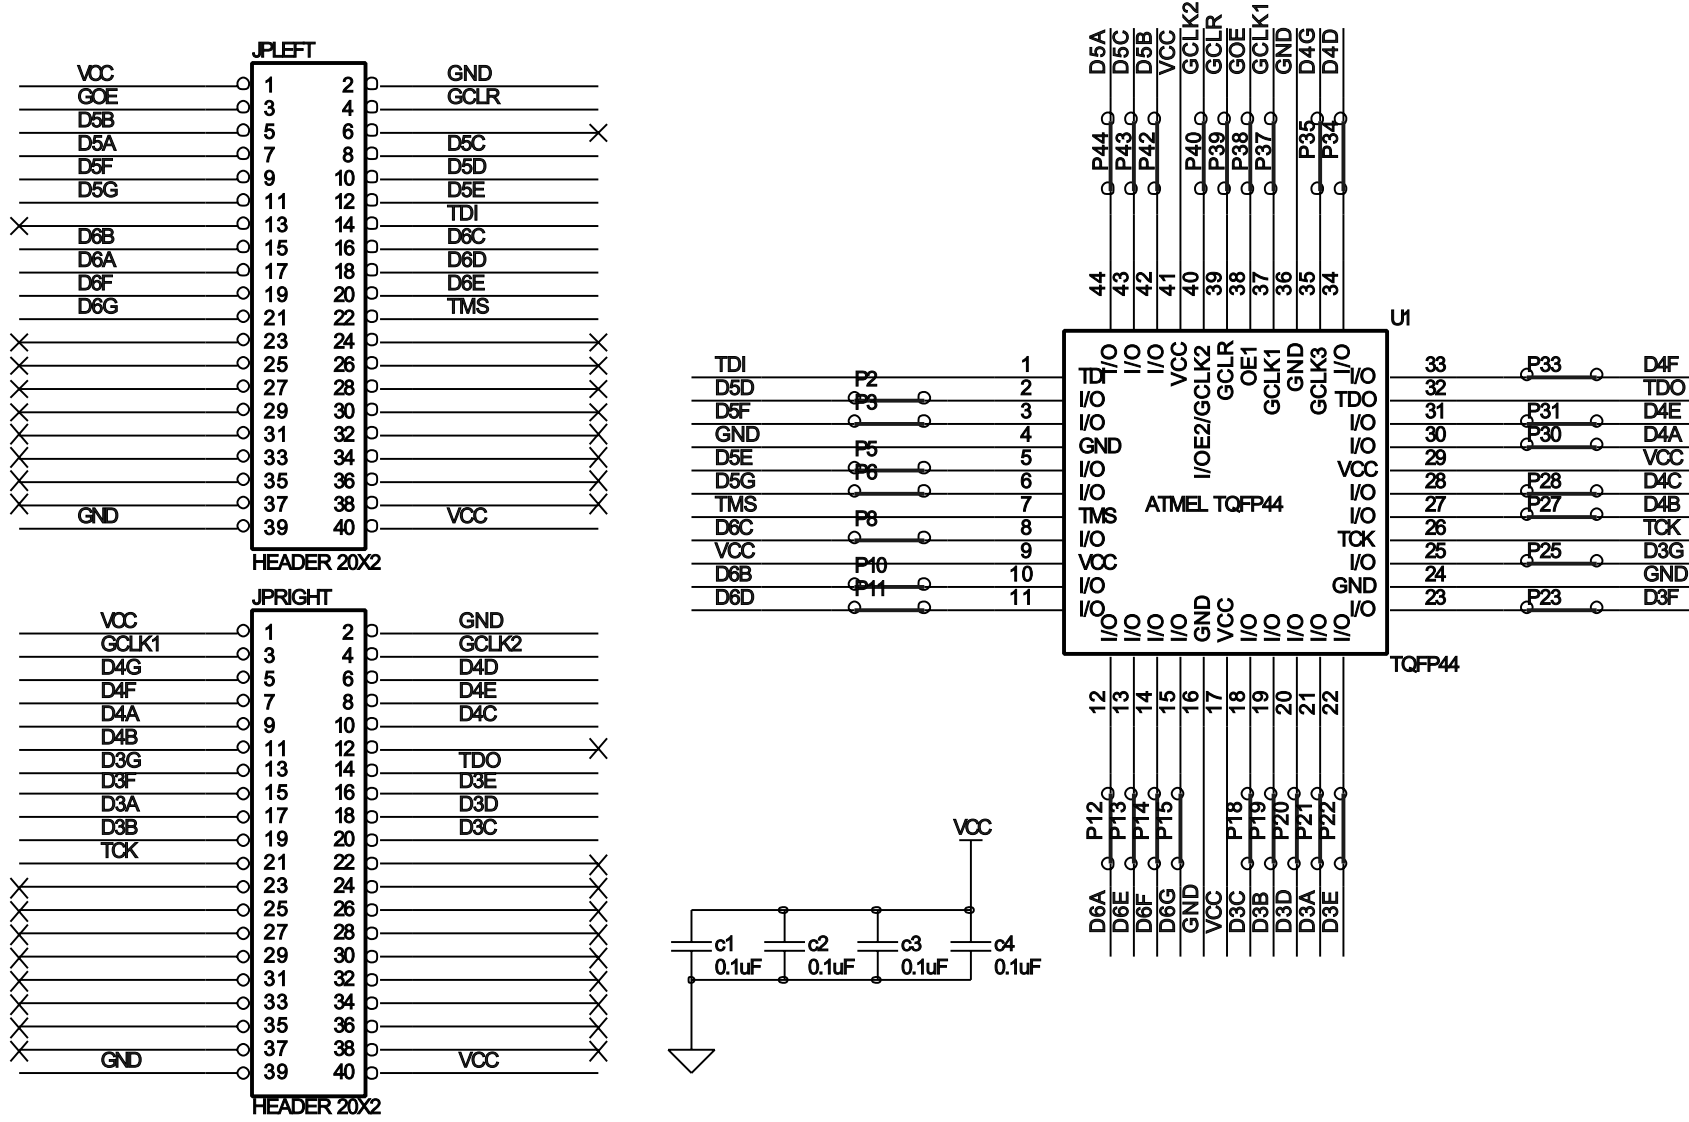 JPLEFT
VCC 1 2 GND
GOE 3 4 GCLR
D5B 5 6
D5A 7 8 D5C
D5F 9 10 D5D
D5G 11 12 D5E
13 14 TDI
D6B 15 16 D6C
D6A 17 18 D6D
D6F 19 20 D6E
D6G 21 22 TMS
23 24
25 26
27 28
29 30
31 32
33 34
35 36
37 38
GND 39 40 VCC
HEADER 20X2
JPRIGHT
VCC 1 2 GND
GCLK1 3 4 GCLK2
D4G 5 6 D4D
D4F 7 8 D4E
D4A 9 10 D4C
D4B 11 12
D3G 13 14 TDO
D3F 15 16 D3E
D3A 17 18 D3D
D3B 19 20 D3C
TCK 21 22
23 24
25 26
27 28
29 30
31 32
33 34
35 36
37 38
GND 39 40 VCC
HEADER 20X2
D5A D5C D5B VCC GCLK2 GCLR GOE GCLK1 GND D4G D4D
P44 P43 P42 P40 P39 P38 P37 P35 P34
44 43 42 41 40 39 38 37 36 35 34
U1
I/O I/O I/O VCC I/OE2/GCLK2 GCLR OE1 GCLK1 GND GCLK3 I/O
TDI 1 TDI I/O 33 P33 D4F
D5D P2 2 I/O TDO 32 TDO
D5F P3 3 I/O I/O 31 P31 D4E
GND 4 GND I/O 30 P30 D4A
D5E P5 5 I/O VCC 29 VCC
D5G P6 6 I/O I/O 28 P28 D4C
ATMEL TQFP44
TMS 7 TMS I/O 27 P27 D4B
D6C P8 8 I/O TCK 26 TCK
VCC 9 VCC I/O 25 P25 D3G
D6B P10 10 I/O GND 24 GND
D6D P11 11 I/O I/O 23 P23 D3F
I/O I/O I/O I/O GND VCC I/O I/O I/O I/O I/O
TQFP44
12 13 14 15 16 17 18 19 20 21 22
P12 P13 P14 P15 P18 P19 P20 P21 P22
D6A D6E D6F D6G GND VCC D3C D3B D3D D3A D3E
VCC
c1 c2 c3 c4
0.1uF 0.1uF 0.1uF 0.1uF